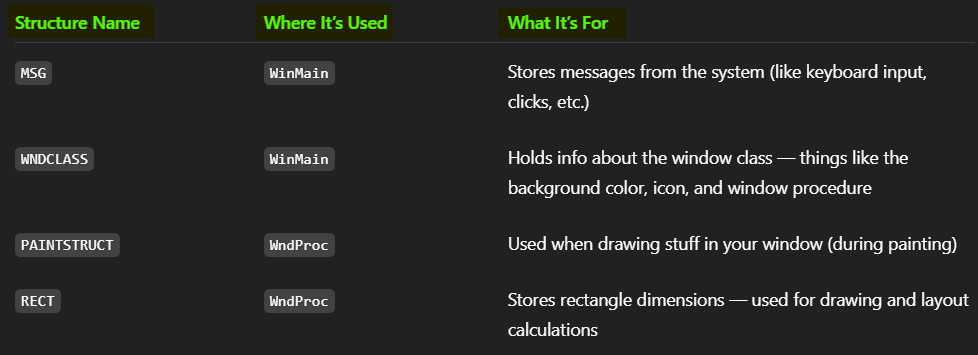 Structure Name Where It’s Used What It’s For
MSG WinMain Stores messages from the system (like keyboard input,
clicks, etc.)
WNDCLASS WinMain Holds info about the window class — things like the
background color, icon, and window procedure
PAINTSTRUCT WndProc Used when drawing stuff in your window (during painting)
RECT WndProc Stores rectangle dimensions — used for drawing and layout
calculations